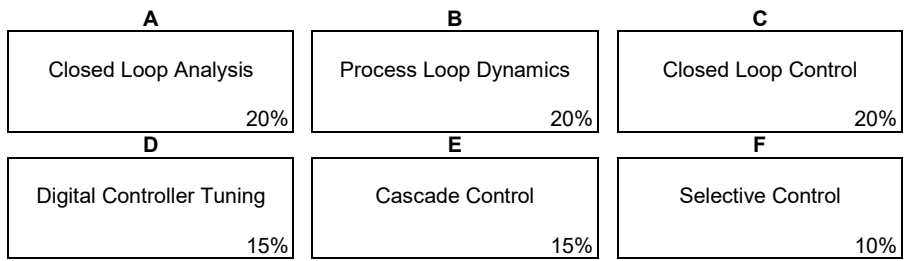 A B C
Closed Loop Analysis Process Loop Dynamics Closed Loop Control
20% 20% 20%
D E F
Digital Controller Tuning Cascade Control Selective Control
15% 15% 10%